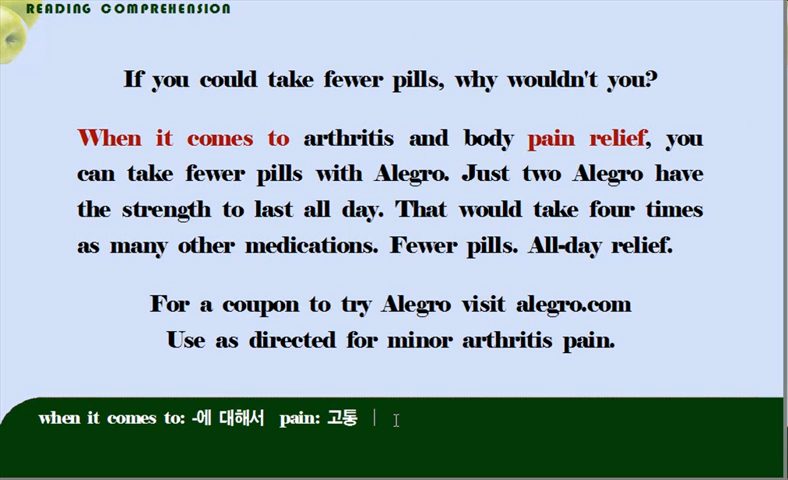 READING COMPREHENSION
If you could take fewer pills, why wouldn't you?
When it comes to arthritis and body pain relief, you
can take fewer pills with Alegro. Just two Alegro have
the strength to last all day. That would take four times
as many other medications. Fewer pills. All-day relief.
For a coupon to try Alegro visit alegro.com
Use as directed for minor arthritis pain.
when it comes to: -에 대해서 pain: 고통